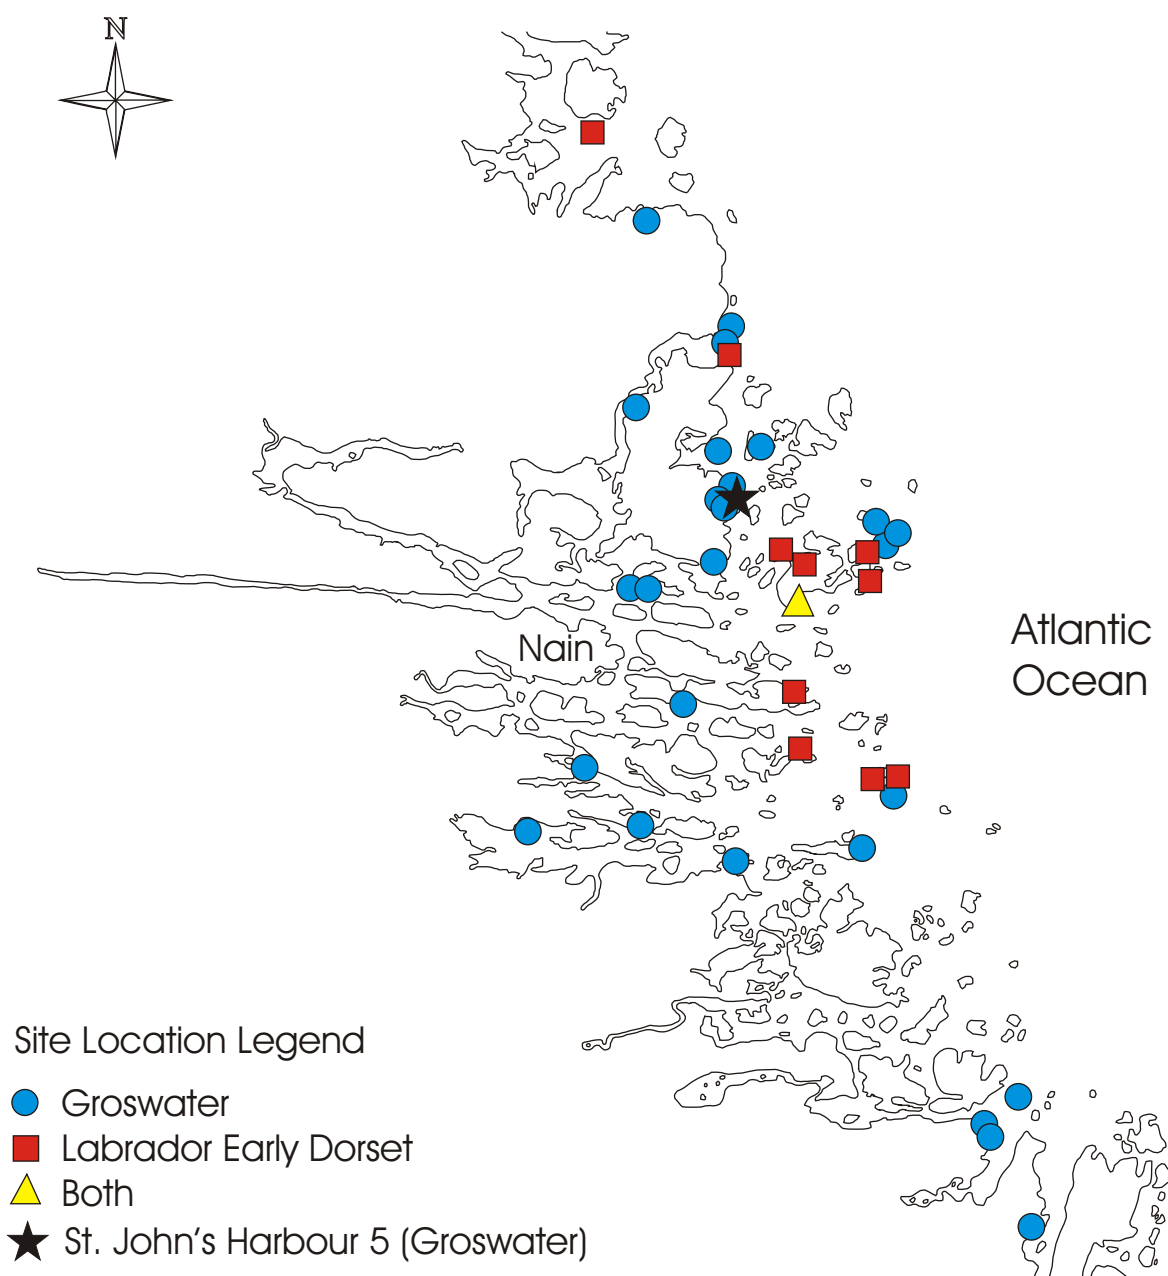 N
Nain
Atlantic
Ocean
Site Location Legend
Groswater
Labrador Early Dorset
Both
St. John's Harbour 5 (Groswater)